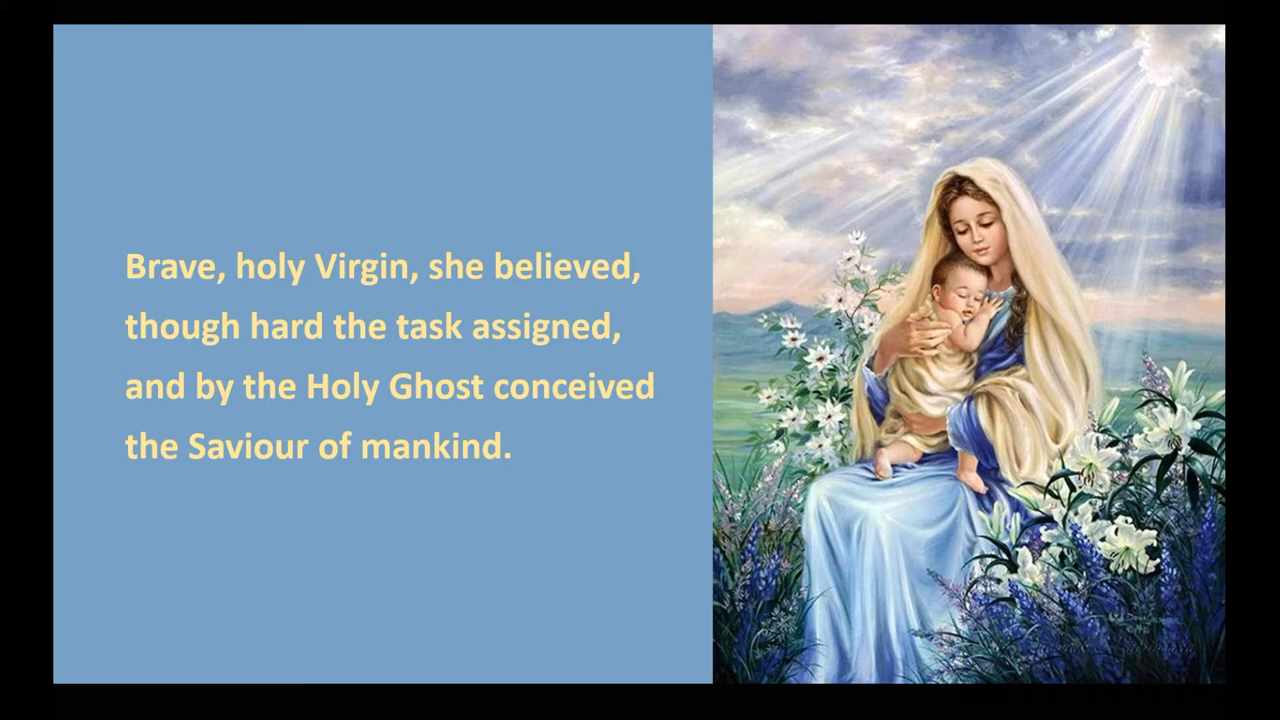 Brave, holy Virgin, she believed,
though hard the task assigned,
and by the Holy Ghost conceived
the Saviour of mankind.